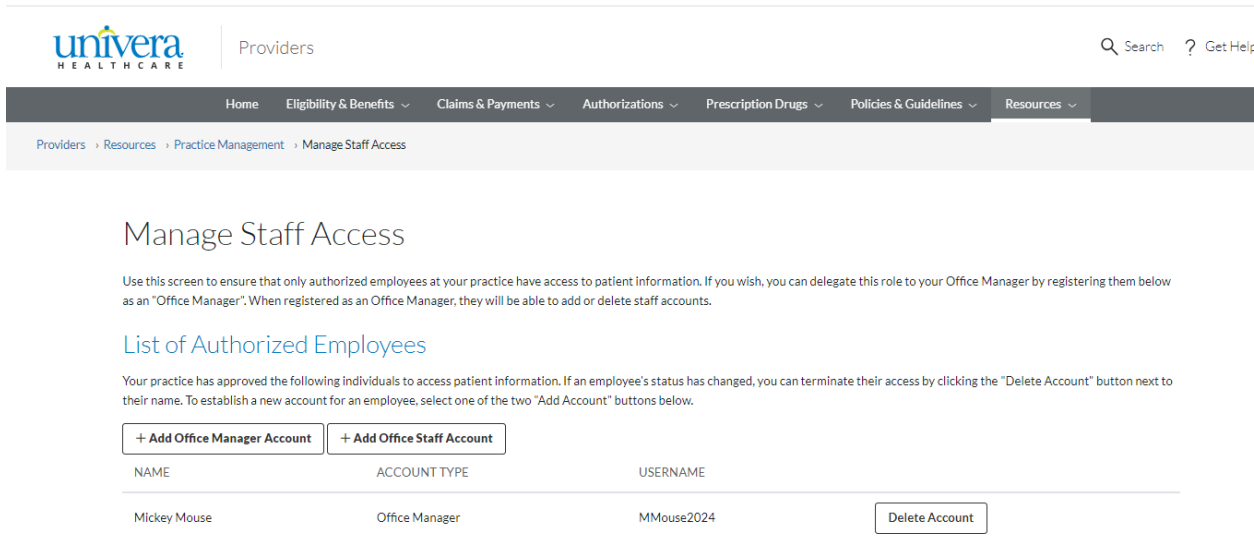 univera
HEALTHCARE
Providers
Search
? Get Help
Home Eligibility & Benefits Claims & Payments Authorizations Prescription Drugs Policies & Guidelines Resources
Providers › Resources › Practice Management › Manage Staff Access
Manage Staff Access
Use this screen to ensure that only authorized employees at your practice have access to patient information. If you wish, you can delegate this role to your Office Manager by registering them below
as an "Office Manager". When registered as an Office Manager, they will be able to add or delete staff accounts.
List of Authorized Employees
Your practice has approved the following individuals to access patient information. If an employee's status has changed, you can terminate their access by clicking the "Delete Account" button next to
their name. To establish a new account for an employee, select one of the two "Add Account" buttons below.
+ Add Office Manager Account + Add Office Staff Account
NAME ACCOUNT TYPE USERNAME
Mickey Mouse Office Manager MMouse2024 Delete Account